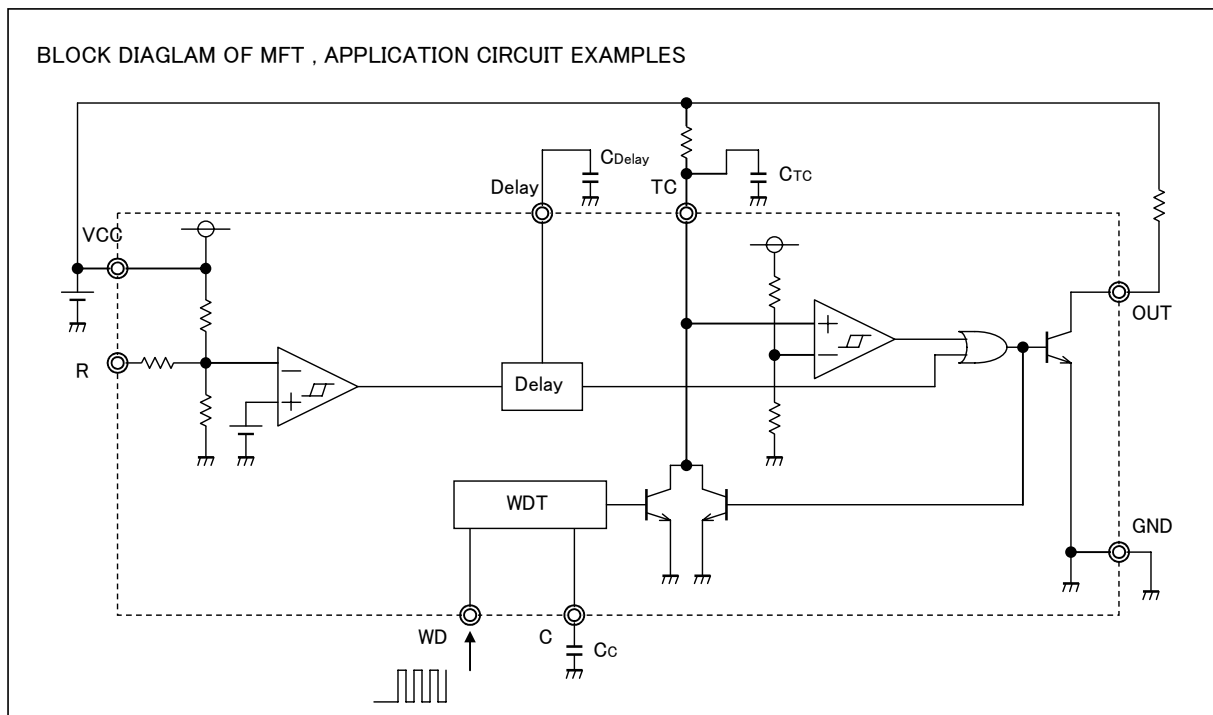 BLOCK DIAGLAM OF MFT , APPLICATION CIRCUIT EXAMPLES
CDelay
Delay
TC
CTC
VCC
OUT
R
−
+
Delay
+
−
WDT
GND
WD
C
CC